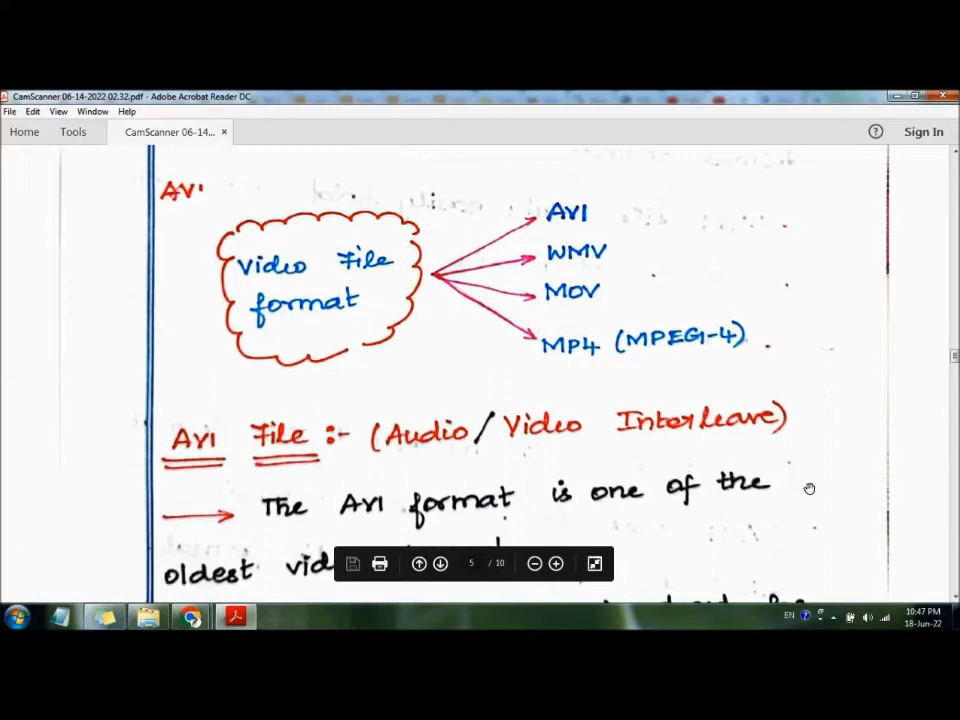 CamScanner 06-14-2022 02.32.pdf - Adobe Acrobat Reader DC
File Edit View Window Help
Home Tools CamScanner 06-14... × ? Sign In
AVI
Video File
format
AVI
WMV
MOV
MP4 (MPEG-4)
AVI File :- (Audio/Video Interleave)
The AVI format is one of the
oldest
5 / 10
EN
10:47 PM
18-Jun-22